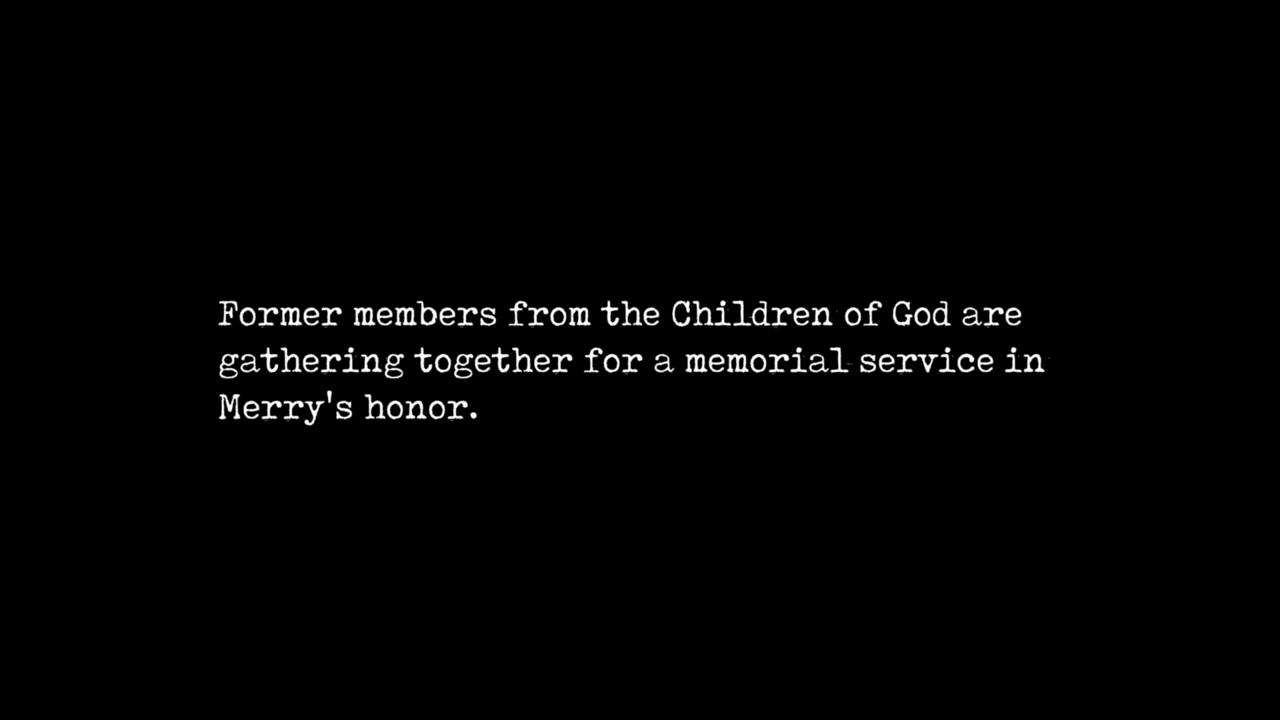 Former members from the Children of God are
gathering together for a memorial service in
Merry's honor.